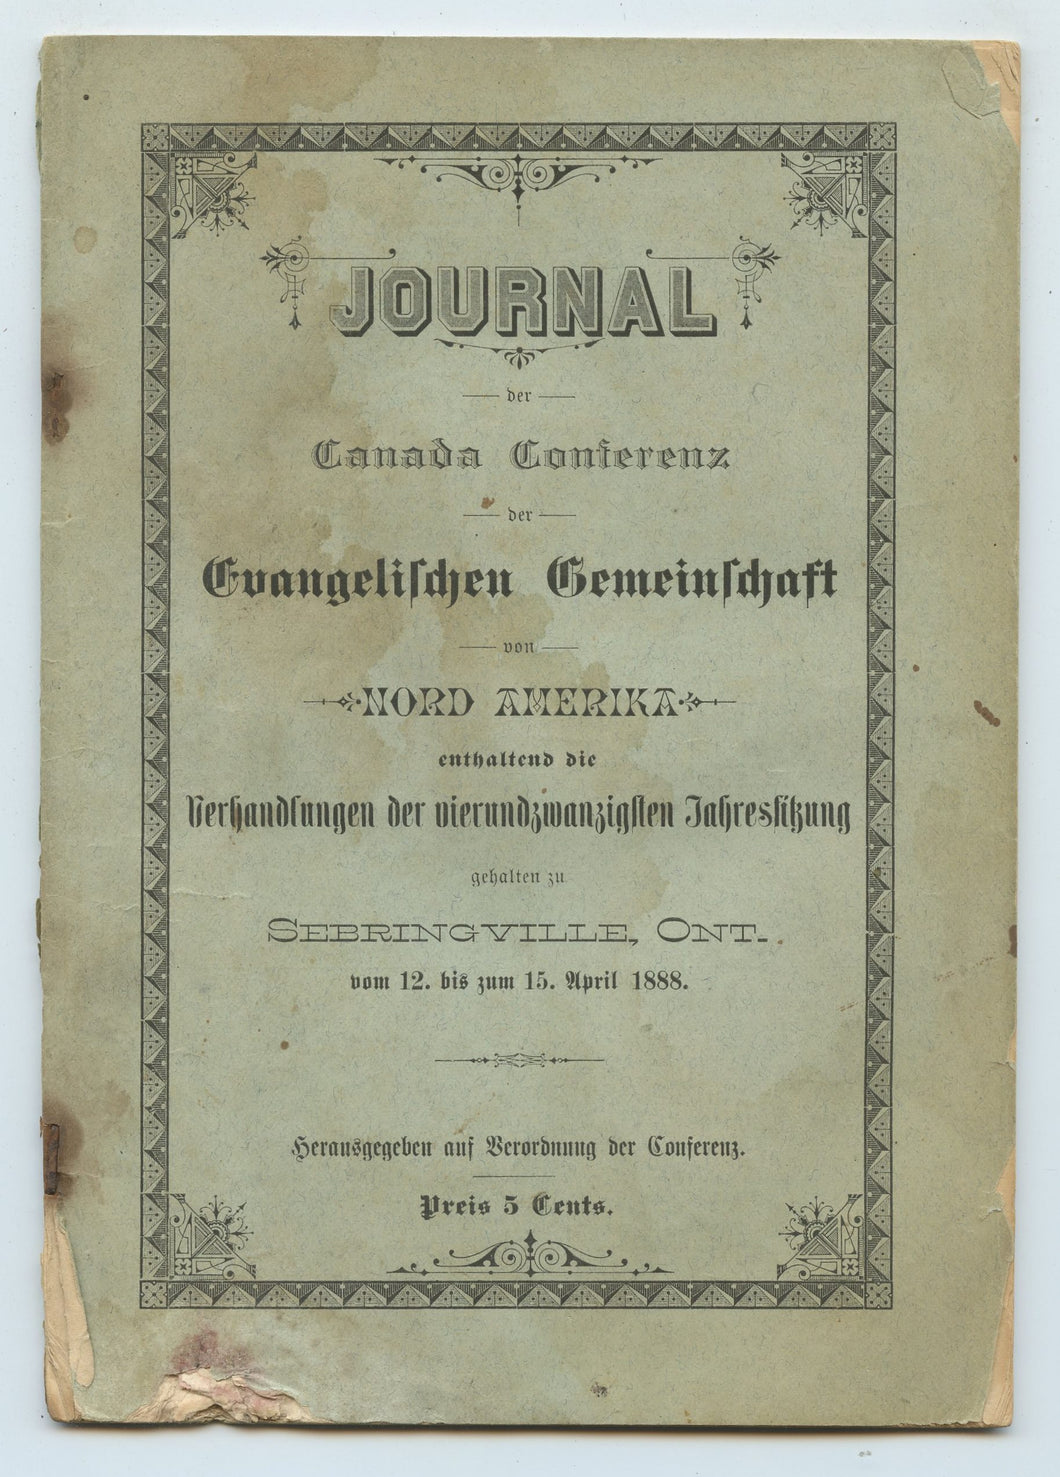 JOURNAL
der
Canada Conferenz
der
Evangelischen Gemeinschaft
von
NORD AMERIKA
enthaltend die
Verhandlungen der vierundzwanzigsten Jahressitzung
gehalten zu
SEBRINGVILLE, ONT.
vom 12. bis zum 15. April 1888.
Herausgegeben auf Verordnung der Conferenz.
Preis 5 Cents.